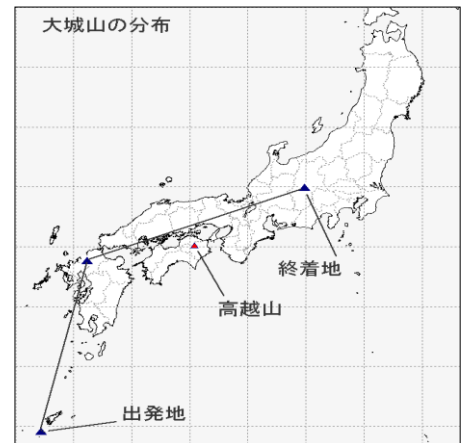 大城山の分布
終着地
高越山
出発地